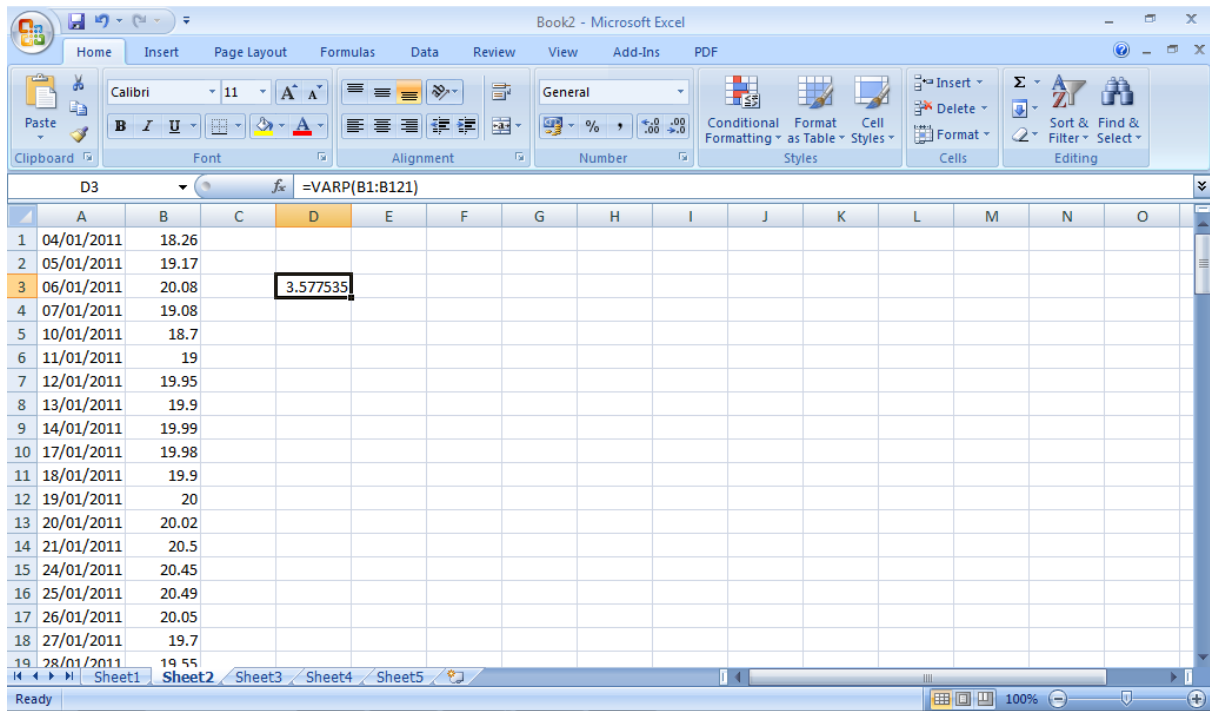 Book2 - Microsoft Excel
Home Insert Page Layout Formulas Data Review View Add-Ins PDF
Paste
Calibri 11 A A
B I U A
General
% ,
Conditional Formatting
Format as Table
Cell Styles
Insert
Delete
Format
Σ
Sort & Filter
Find & Select
Clipboard Font Alignment Number Styles Cells Editing
D3 fx =VARP(B1:B121)
A B C D E F G H I J K L M N O
1 04/01/2011 18.26
2 05/01/2011 19.17
3 06/01/2011 20.08 3.577535
4 07/01/2011 19.08
5 10/01/2011 18.7
6 11/01/2011 19
7 12/01/2011 19.95
8 13/01/2011 19.9
9 14/01/2011 19.99
10 17/01/2011 19.98
11 18/01/2011 19.9
12 19/01/2011 20
13 20/01/2011 20.02
14 21/01/2011 20.5
15 24/01/2011 20.45
16 25/01/2011 20.49
17 26/01/2011 20.05
18 27/01/2011 19.7
19 28/01/2011 19.55
Sheet1 Sheet2 Sheet3 Sheet4 Sheet5
Ready 100%